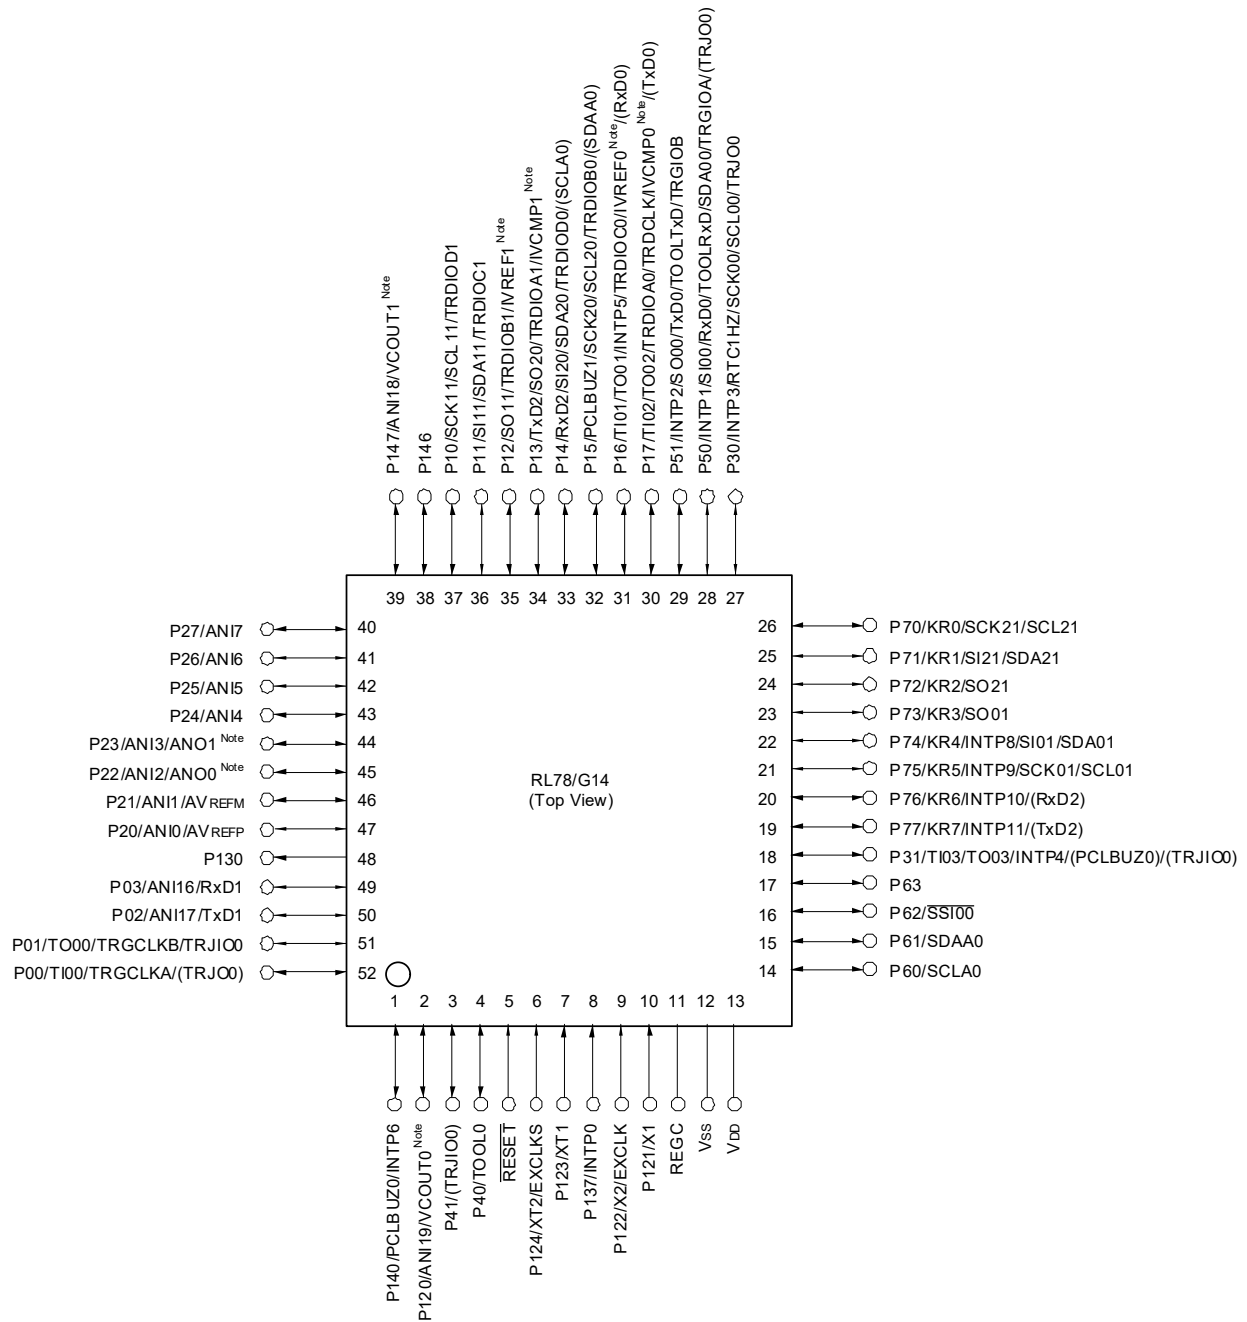 P147/ANI18/VCOUT1 Note
P146
P10/SCK11/SCL11/TRDIOD1
P11/SI11/SDA11/TRDIOC1
P12/SO11/TRDIOB1/IVREF1 Note
P13/TxD2/SO20/TRDIOA1/IVCMP1 Note
P14/RxD2/SI20/SDA20/TRDIOD0/(SCLA0)
P15/PCLBUZ1/SCK20/SCL20/TRDIOB0/(SDAA0)
P16/TI01/TO01/INTP5/TRDIOC0/IVREF0 Note/(RxD0)
P17/TI02/TO02/TRDIOA0/TRDCLK/IVCMP0 Note/(TxD0)
P51/INTP2/SO00/TxD0/TOOLTxD/TRGIOB
P50/INTP1/SI00/RxD0/TOOLRxD/SDA00/TRGIOA/(TRJO0)
P30/INTP3/RTC1HZ/SCK00/SCL00/TRJO0
39 38 37 36 35 34 33 32 31 30 29 28 27
P27/ANI7 40
P26/ANI6 41
P25/ANI5 42
P24/ANI4 43
P23/ANI3/ANO1 Note 44
P22/ANI2/ANO0 Note 45
P21/ANI1/AVREFM 46
P20/ANI0/AVREFP 47
P130 48
P03/ANI16/RxD1 49
P02/ANI17/TxD1 50
P01/TO00/TRGCLKB/TRJIO0 51
P00/TI00/TRGCLKA/(TRJO0) 52
RL78/G14
(Top View)
26 P70/KR0/SCK21/SCL21
25 P71/KR1/SI21/SDA21
24 P72/KR2/SO21
23 P73/KR3/SO01
22 P74/KR4/INTP8/SI01/SDA01
21 P75/KR5/INTP9/SCK01/SCL01
20 P76/KR6/INTP10/(RxD2)
19 P77/KR7/INTP11/(TxD2)
18 P31/TI03/TO03/INTP4/(PCLBUZ0)/(TRJIO0)
17 P63
16 P62/SSI00
15 P61/SDAA0
14 P60/SCLA0
1 2 3 4 5 6 7 8 9 10 11 12 13
P140/PCLBUZ0/INTP6
P120/ANI19/VCOUT0 Note
P41/(TRJIO0)
P40/TOOL0
RESET
P124/XT2/EXCLKS
P123/XT1
P137/INTP0
P122/X2/EXCLK
P121/X1
REGC
VSS
VDD